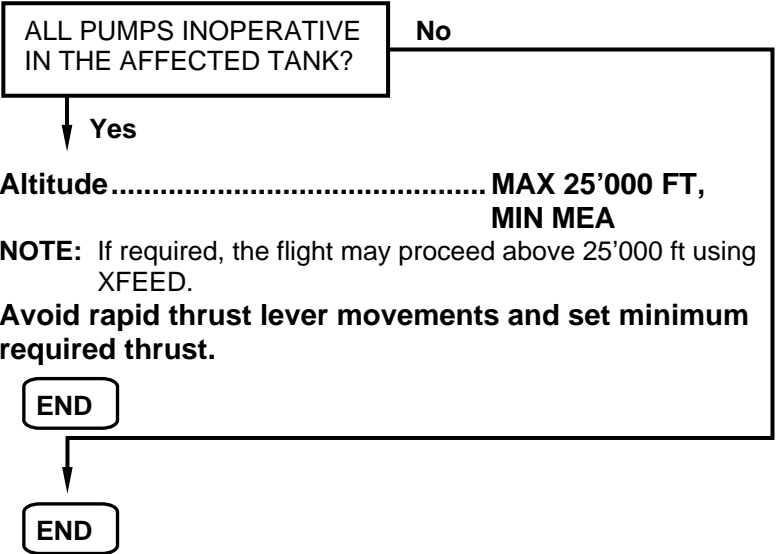 ALL PUMPS INOPERATIVE No
IN THE AFFECTED TANK?
Yes
Altitude.............................................. MAX 25’000 FT,
MIN MEA
NOTE: If required, the flight may proceed above 25’000 ft using
XFEED.
Avoid rapid thrust lever movements and set minimum
required thrust.
END
END